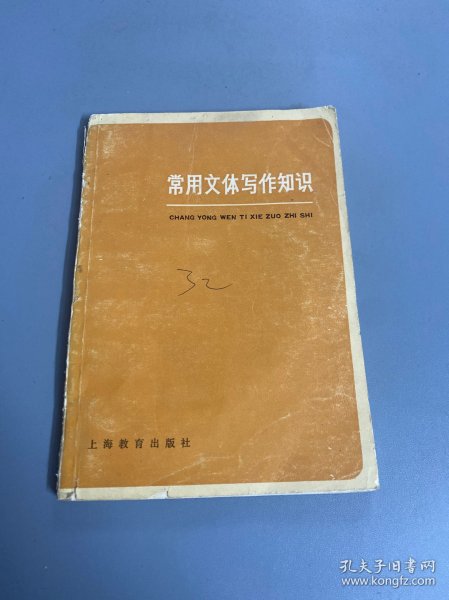 常用文体写作知识
CHANG YONG WEN TI XIE ZUO ZHI SHI
32
上海教育出版社
孔夫子旧书网
www.kongfz.com